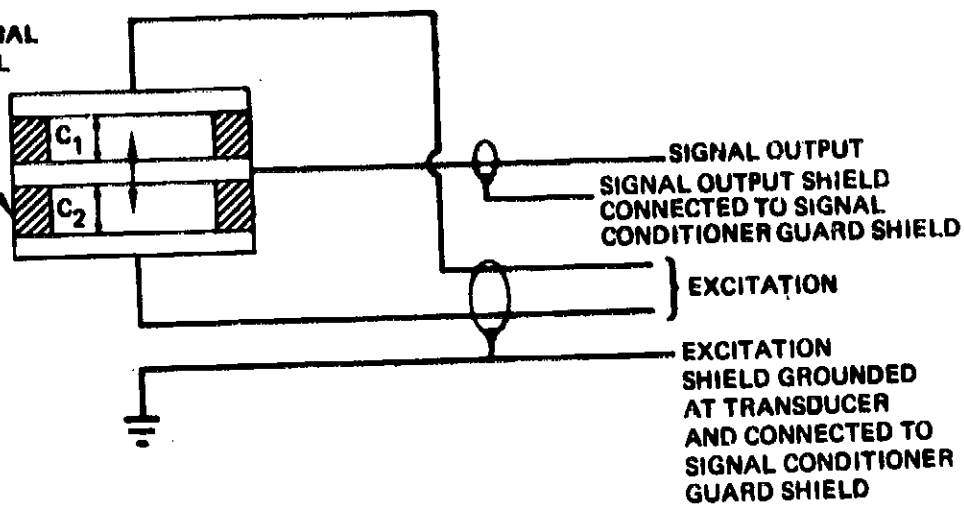 C1
C2
SIGNAL OUTPUT
SIGNAL OUTPUT SHIELD
CONNECTED TO SIGNAL
CONDITIONER GUARD SHIELD
EXCITATION
EXCITATION
SHIELD GROUNDED
AT TRANSDUCER
AND CONNECTED TO
SIGNAL CONDITIONER
GUARD SHIELD